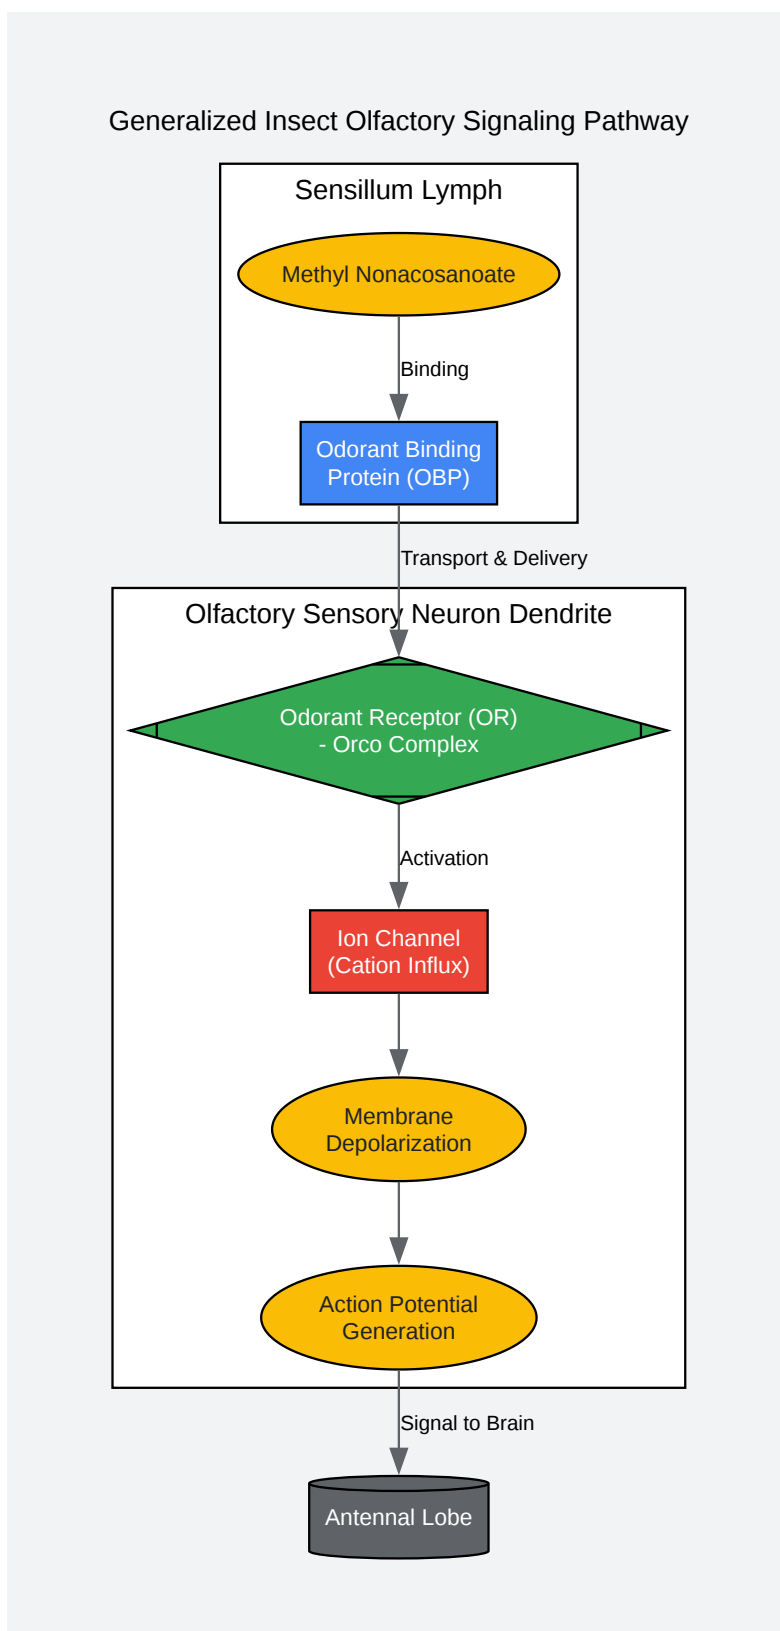 Generalized Insect Olfactory Signaling Pathway
Sensillum Lymph
Methyl Nonacosanoate
Binding
Odorant Binding
Protein (OBP)
Transport & Delivery
Olfactory Sensory Neuron Dendrite
Odorant Receptor (OR)
- Orco Complex
Activation
Ion Channel
(Cation Influx)
Membrane
Depolarization
Action Potential
Generation
Signal to Brain
Antennal Lobe